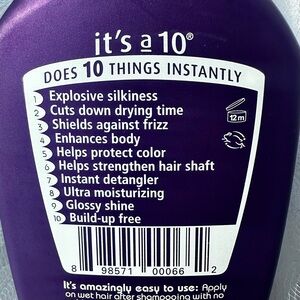 it's a 10®
DOES 10 THINGS INSTANTLY
1 Explosive silkiness
2 Cuts down drying time
3 Shields against frizz
4 Enhances body
5 Helps protect color
6 Helps strengthen hair shaft
7 Instant detangler
8 Ultra moisturizing
9 Glossy shine
10 Build-up free
12m
8 98571 00066 2
It's amazingly easy to use: Apply
on wet hair after shampooing with no